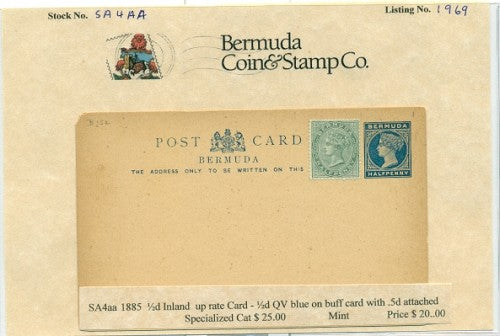 Stock No. SA4AA
Listing No. 1969
Bermuda
Coin & Stamp Co.
POST CARD
BERMUDA
THE ADDRESS ONLY TO BE WRITTEN ON THIS
BERMUDA
HALFPENNY
SA4aa 1885 ½d Inland up rate Card - ½d QV blue on buff card with .5d attached
Specialized Cat $ 25.00 Mint Price $ 20..00